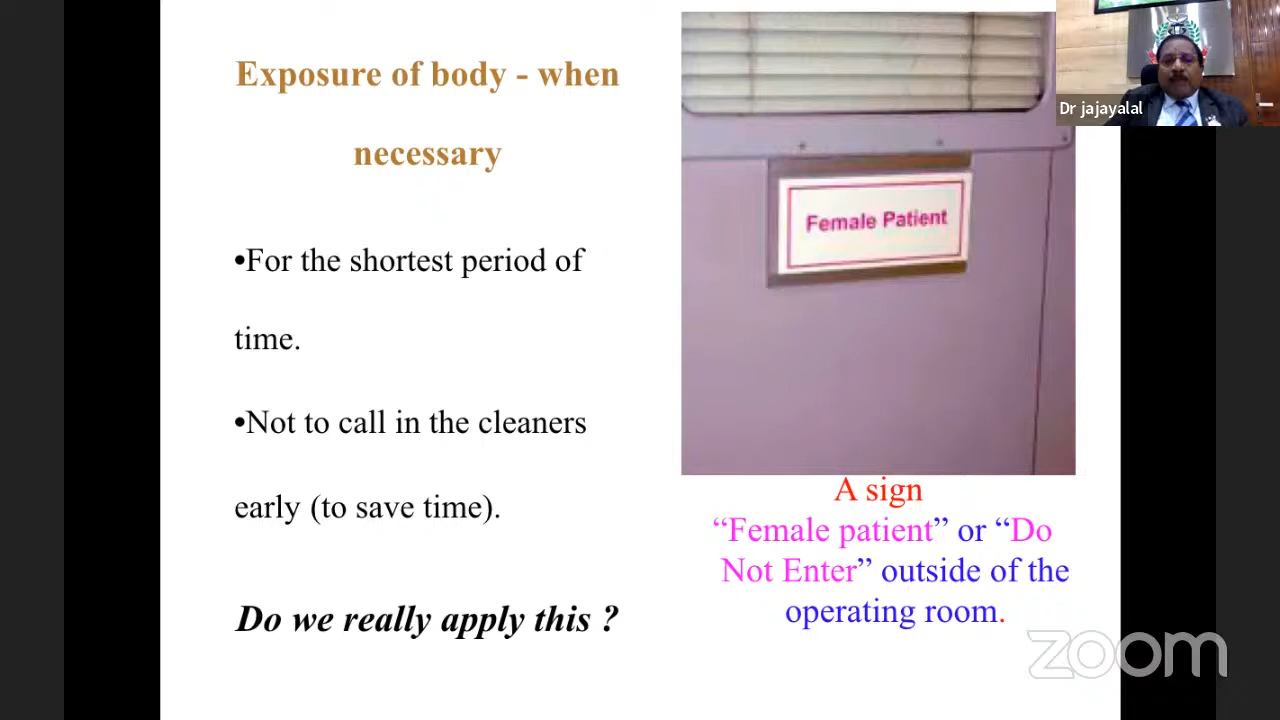 Exposure of body - when
necessary
•For the shortest period of
time.
•Not to call in the cleaners
early (to save time).
Do we really apply this ?
Female Patient
A sign
“Female patient” or “Do
Not Enter” outside of the
operating room.
Dr jajayalal
zoom